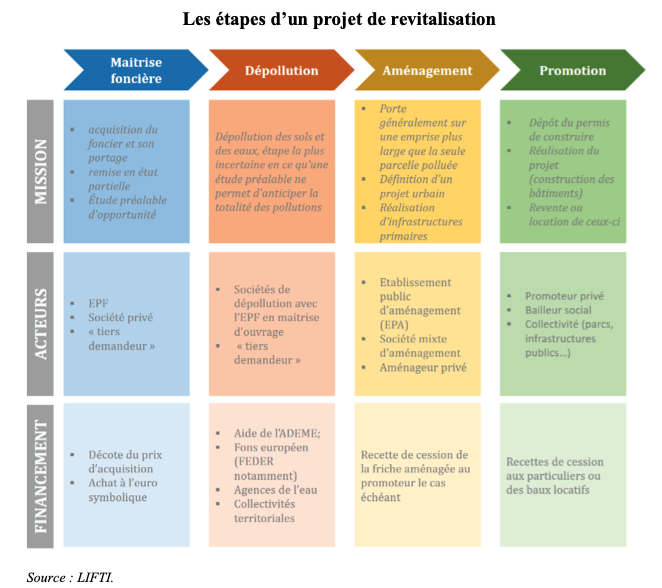 Les étapes d’un projet de revitalisation
Maitrise
foncière
Dépollution
Aménagement
Promotion
MISSION
▪ acquisition du
foncier et son
portage
▪ remise en état
partielle
▪ Étude préalable
d’opportunité
Dépollution des sols et
des eaux, étape la plus
incertaine en ce qu’une
étude préalable ne
permet d’anticiper la
totalité des pollutions
▪ Porte
généralement sur
une emprise plus
large que la seule
parcelle polluée
▪ Définition d’un
projet urbain
▪ Réalisation
d’infrastructures
primaires
▪ Dépôt du permis
de construire
▪ Réalisation du
projet
(construction des
bâtiments)
▪ Revente ou
location de ceux-ci
ACTEURS
▪ EPF
▪ Société privé
▪ « tiers
demandeur »
▪ Sociétés de
dépollution avec
l’EPF en maitrise
d’ouvrage
▪ « tiers
demandeur »
▪ Etablissement
public
d’aménagement
(EPA)
▪ Société mixte
d’aménagement
▪ Aménageur privé
▪ Promoteur privé
▪ Bailleur social
▪ Collectivité (parcs,
infrastructures
publics…)
FINANCEMENT
▪ Décote du prix
d’acquisition
▪ Achat à l’euro
symbolique
▪ Aide de l’ADEME;
▪ Fons européen
(FEDER
notamment)
▪ Agences de l’eau
▪ Collectivités
territoriales
Recette de cession de
la friche aménagée au
promoteur le cas
échéant
Recettes de cession
aux particuliers ou
des baux locatifs
Source : LIFTI.